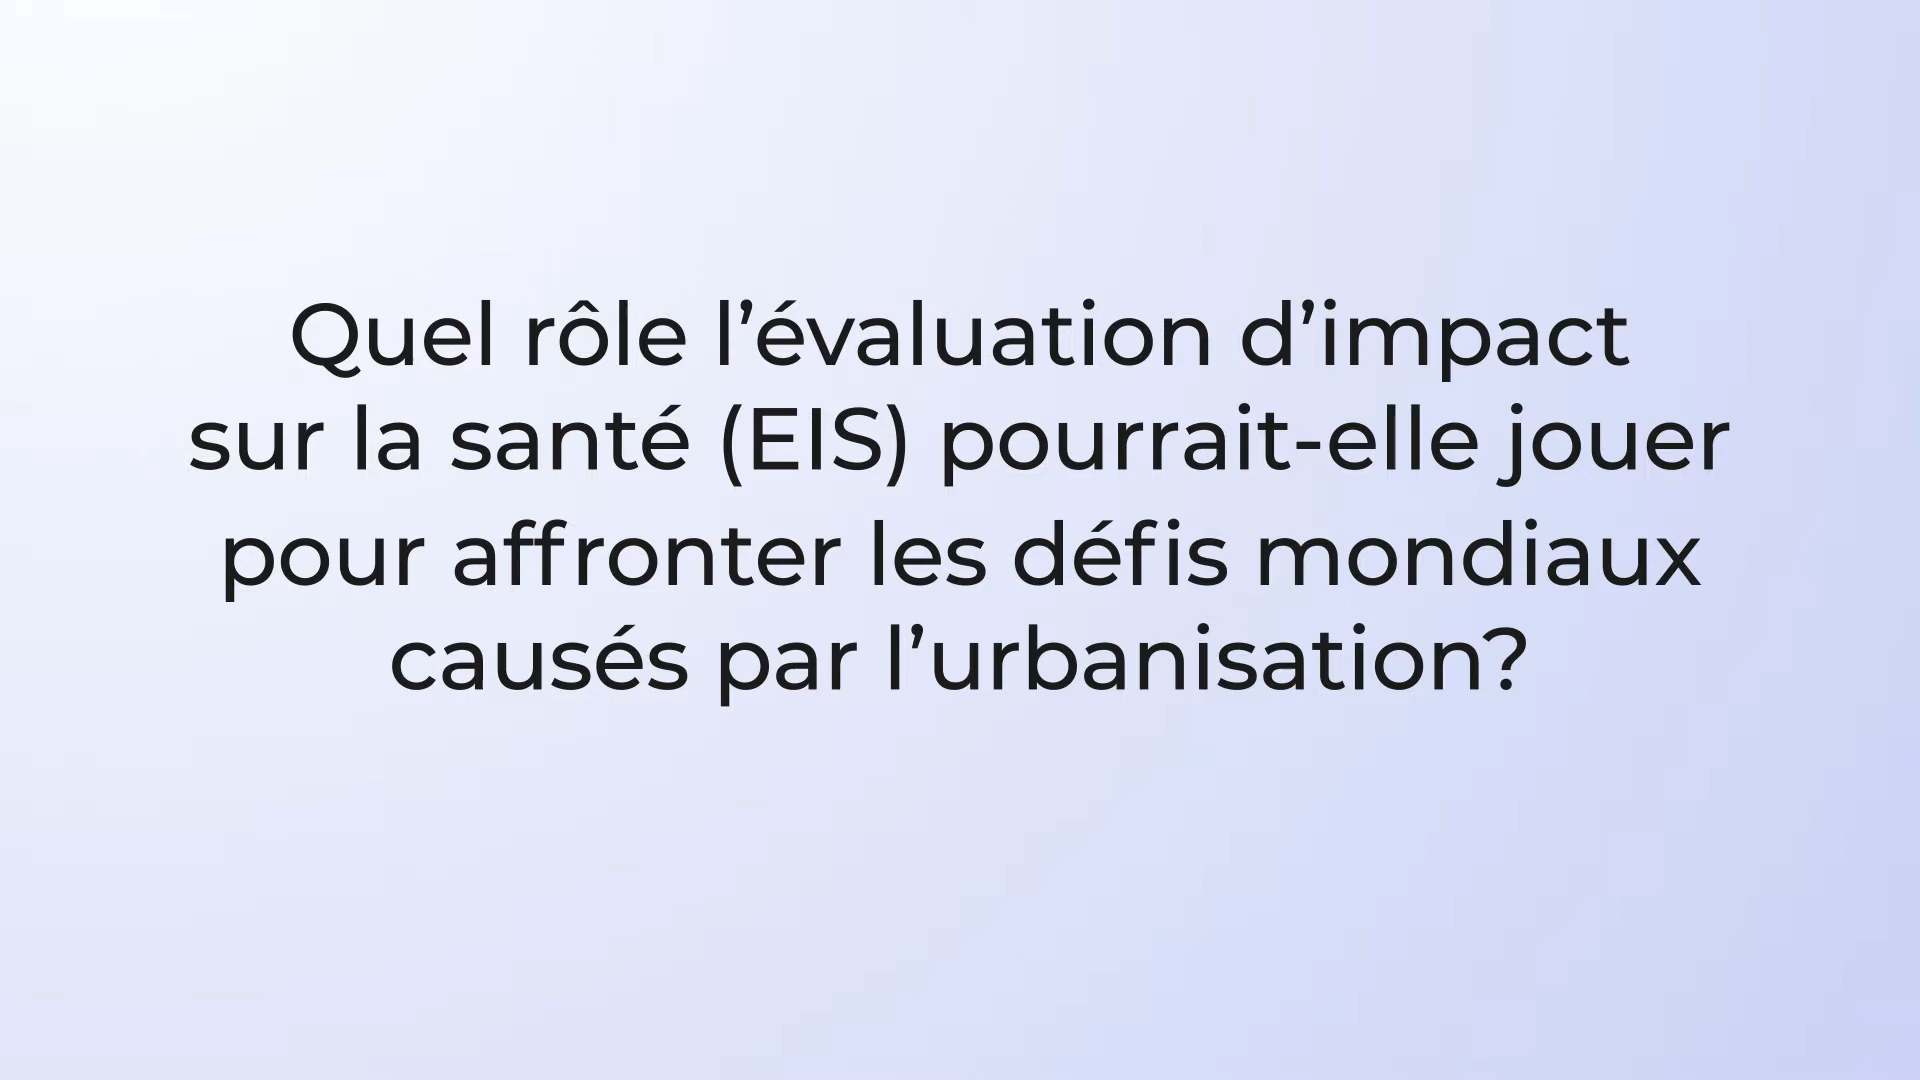 Quel rôle l’évaluation d’impact
sur la santé (EIS) pourrait-elle jouer
pour affronter les défis mondiaux
causés par l’urbanisation?